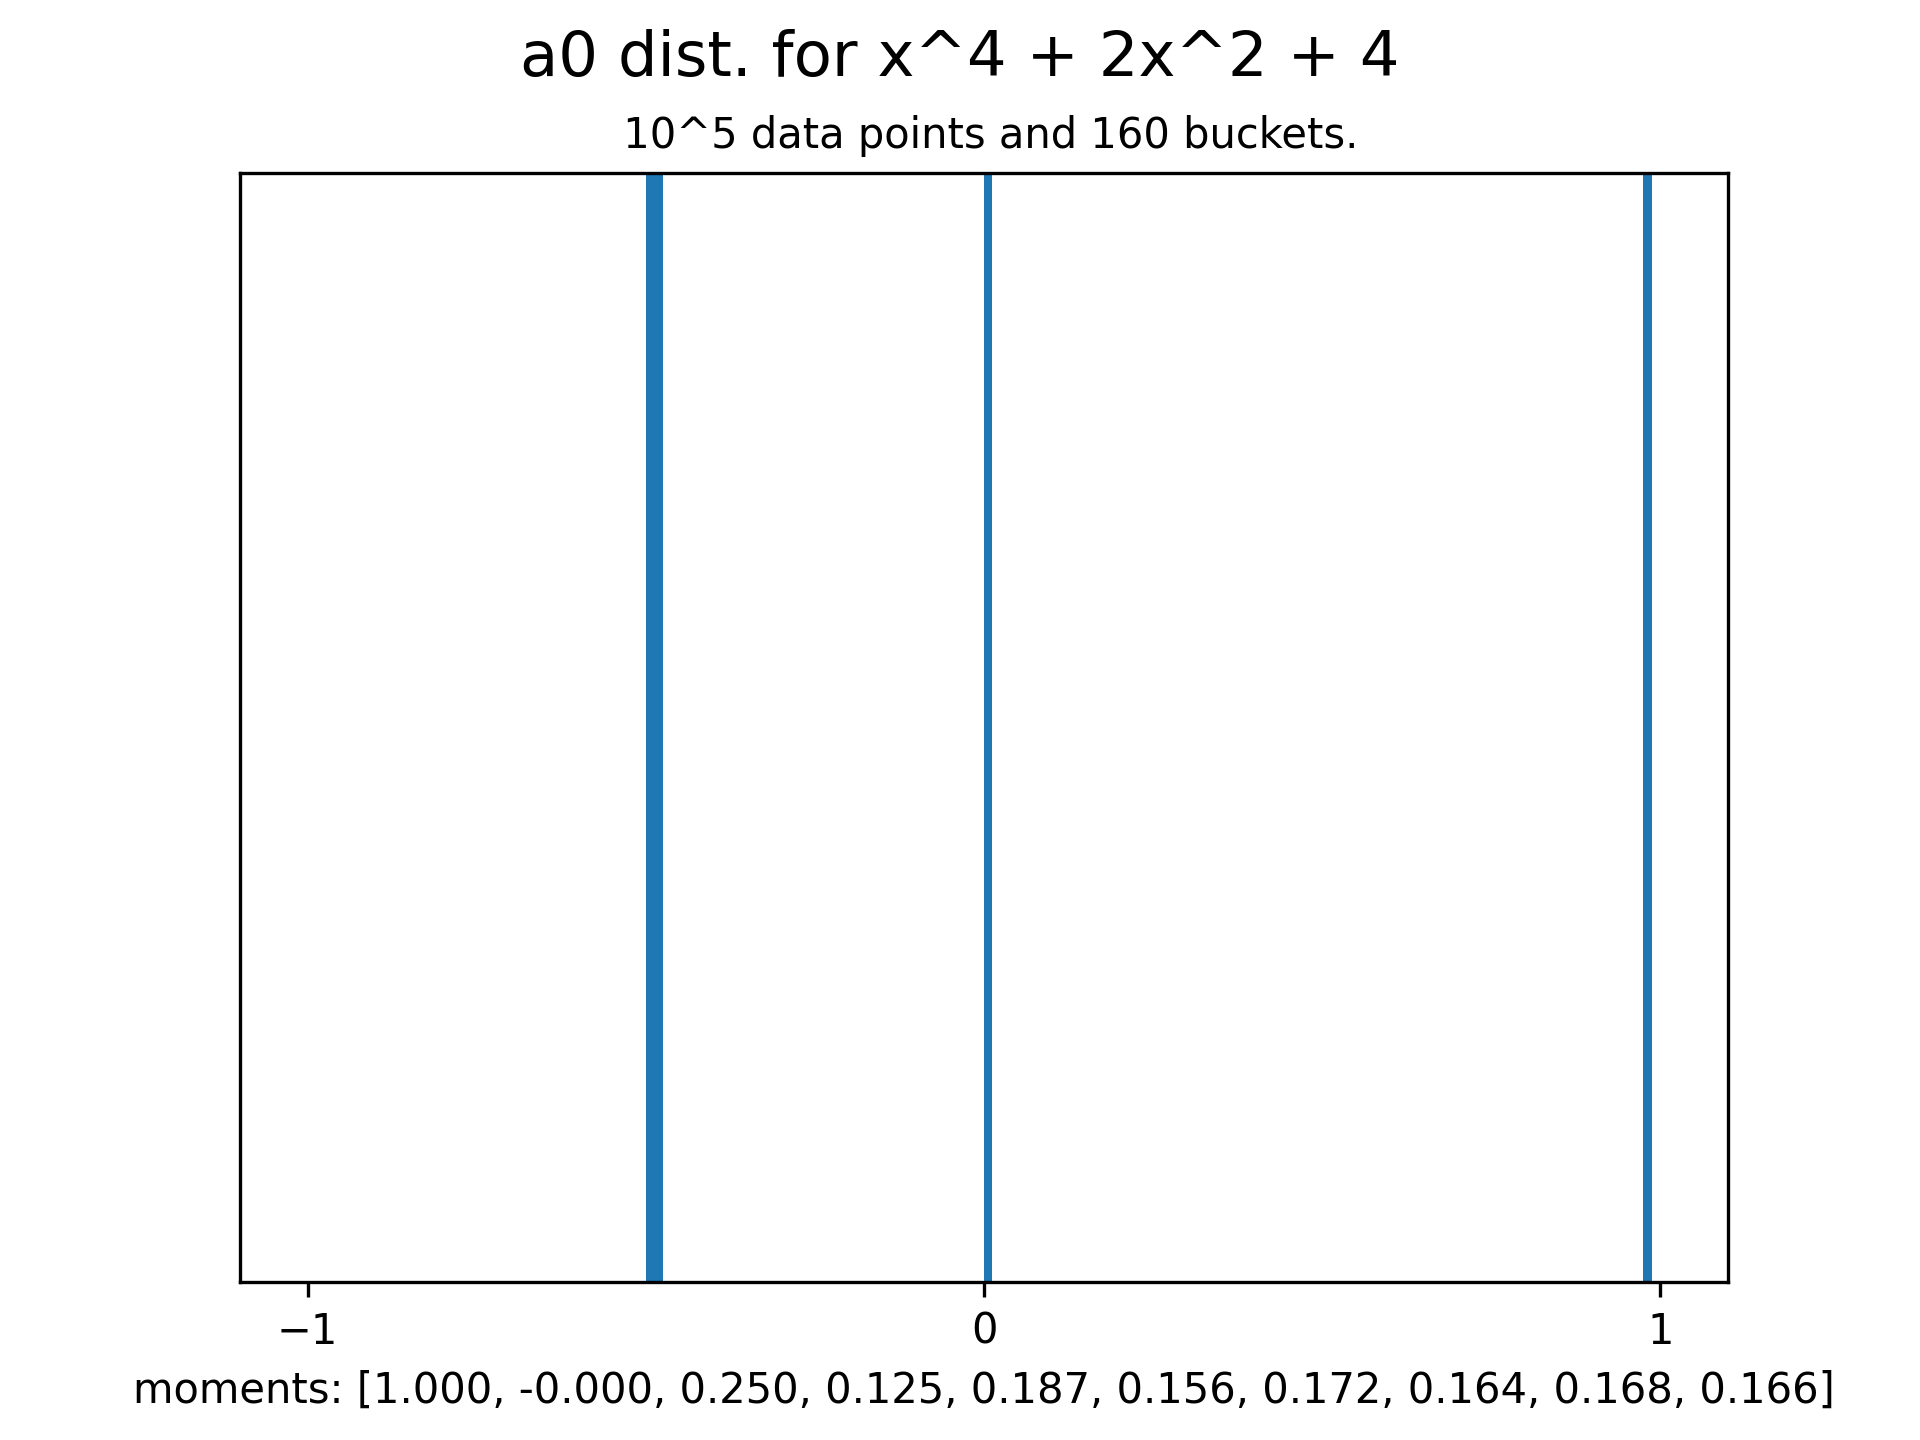 a0 dist. for x^4 + 2x^2 + 4
10^5 data points and 160 buckets.
−1 0 1
moments: [1.000, -0.000, 0.250, 0.125, 0.187, 0.156, 0.172, 0.164, 0.168, 0.166]